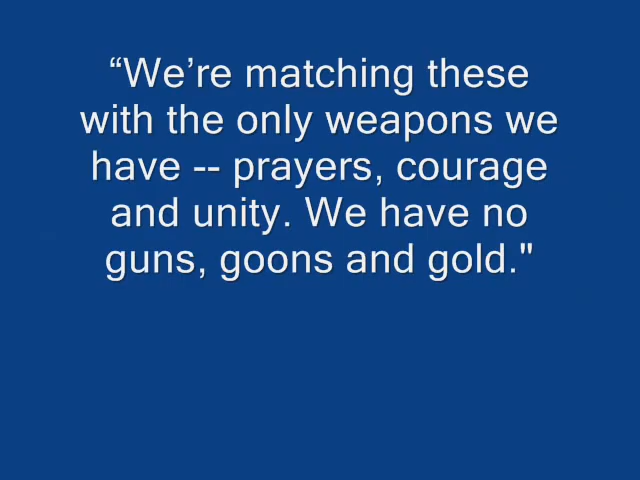 “We’re matching these
with the only weapons we
have -- prayers, courage
and unity. We have no
guns, goons and gold."